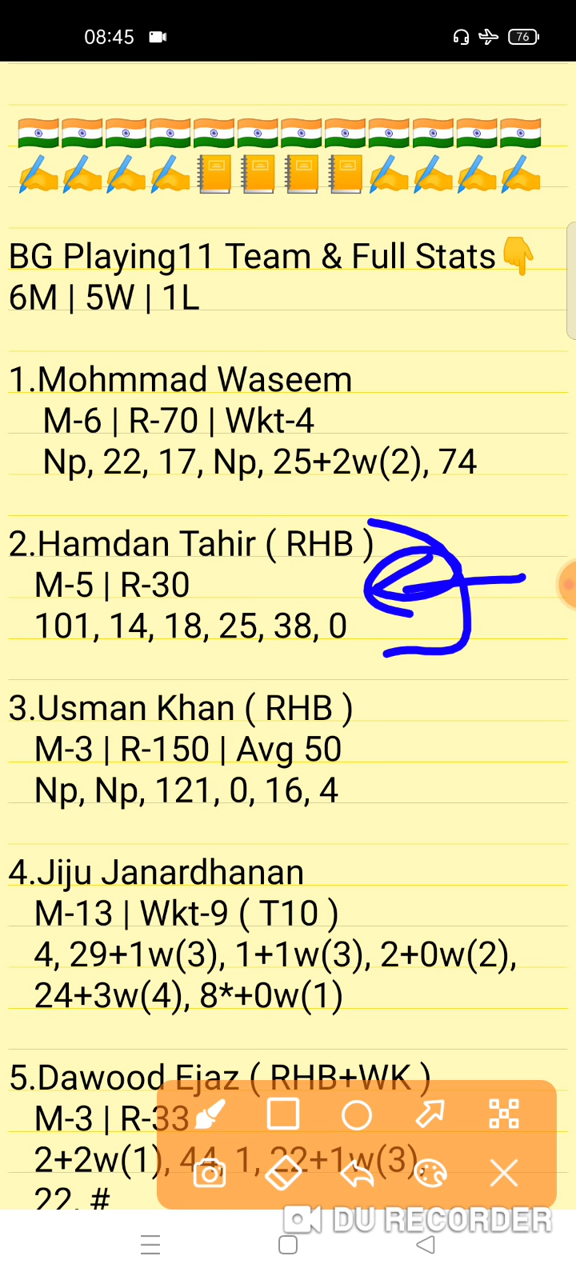 08:45
76
BG Playing11 Team & Full Stats👇
6M | 5W | 1L
1.Mohmmad Waseem
M-6 | R-70 | Wkt-4
Np, 22, 17, Np, 25+2w(2), 74
2.Hamdan Tahir ( RHB )
M-5 | R-30
101, 14, 18, 25, 38, 0
3.Usman Khan ( RHB )
M-3 | R-150 | Avg 50
Np, Np, 121, 0, 16, 4
4.Jiju Janardhanan
M-13 | Wkt-9 ( T10 )
4, 29+1w(3), 1+1w(3), 2+0w(2),
24+3w(4), 8*+0w(1)
5.Dawood Ejaz ( RHB+WK )
M-3 | R-33
2+2w(1), 44, 1, 22+1w(3),
22, #
DU RECORDER